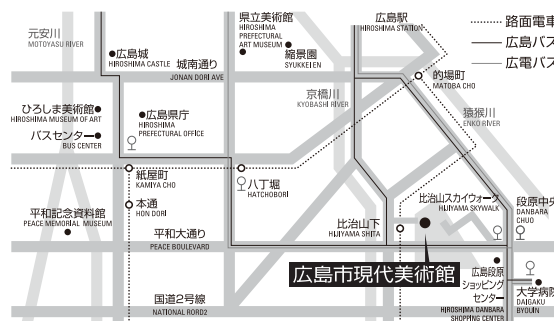 元安川
MOTOYASU RIVER
広島城
HIROSHIMA CASTLE
城南通り
JONAN DORI AVE
県立美術館
HIROSHIMA
PREFECTURAL
ART MUSEUM
縮景園
SYUKKEI EN
広島駅
HIROSHIMA STATION
路面電車
広島バス
広電バス
的場町
MATOBA CHO
京橋川
KYOBASHI RIVER
猿猴川
ENKO RIVER
ひろしま美術館
HIROSHIMA MUSEUM OF ART
バスセンター
BUS CENTER
広島県庁
HIROSHIMA
PREFECTURAL OFFICE
紙屋町
KAMIYA CHO
八丁堀
HATCHOBORI
本通
HON DORI
平和記念資料館
PEACE MEMORIAL MUSEUM
平和大通り
PEACE BOULEVARD
比治山下
HIJIYAMA SHITA
比治山スカイウォーク
HIJIYAMA SKYWALK
段原中央
DANBARA
CHUO
広島市現代美術館
広島段原
ショッピング
センター
HIROSHIMA DANBARA
SHOPPING CENTER
大学病院
DAIGAKU
BYOUIN
国道2号線
NATIONAL RORD2